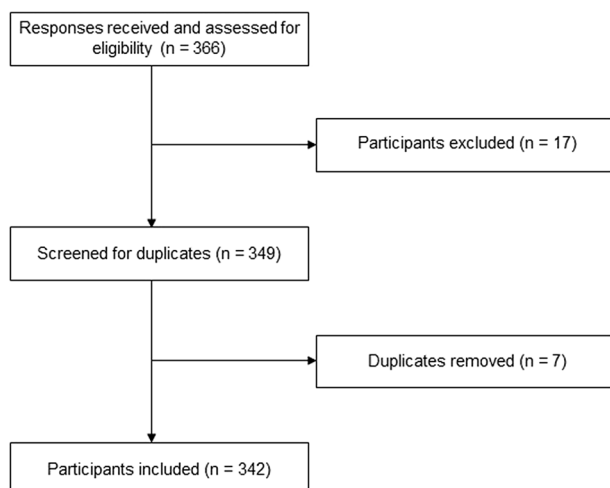 Responses received and assessed for
eligibility (n = 366)
Participants excluded (n = 17)
Screened for duplicates (n = 349)
Duplicates removed (n = 7)
Participants included (n = 342)